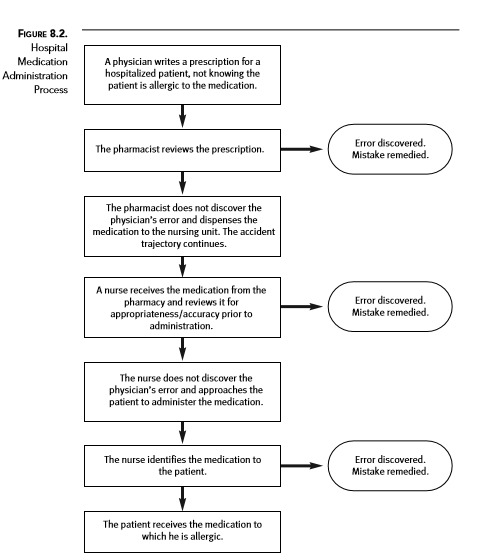 FIGURE 8.2.
Hospital
Medication
Administration
Process
A physician writes a prescription for a
hospitalized patient, not knowing the
patient is allergic to the medication.
The pharmacist reviews the prescription.
Error discovered.
Mistake remedied.
The pharmacist does not discover the
physician's error and dispenses the
medication to the nursing unit. The accident
trajectory continues.
A nurse receives the medication from the
pharmacy and reviews it for
appropriateness/accuracy prior to
administration.
Error discovered.
Mistake remedied.
The nurse does not discover the
physician's error and approaches the
patient to administer the medication.
The nurse identifies the medication to
the patient.
Error discovered.
Mistake remedied.
The patient receives the medication to
which he is allergic.